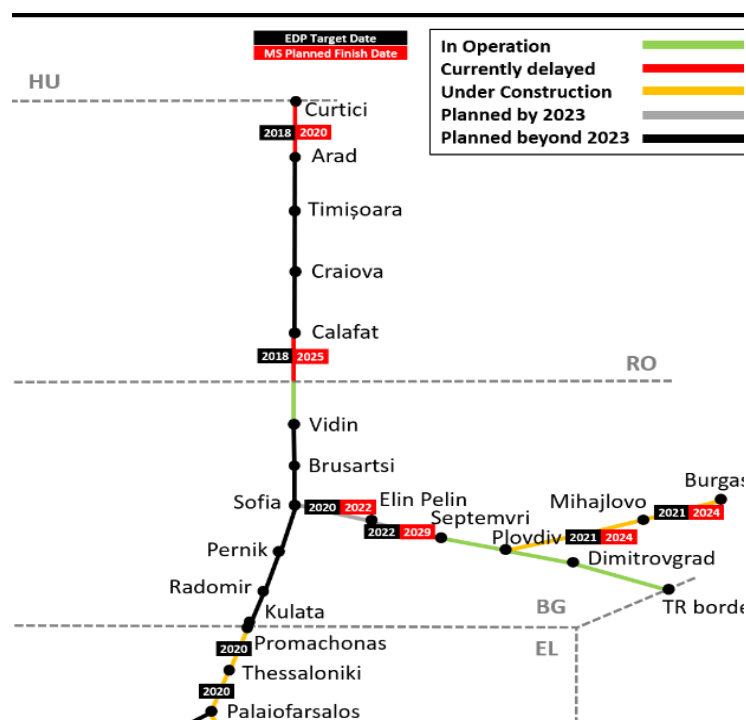 EDP Target Date
MS Planned Finish Date
In Operation
Currently delayed
Under Construction
Planned by 2023
Planned beyond 2023
HU
Curtici
2018 2020
Arad
Timișoara
Craiova
Calafat
2018 2025
RO
Vidin
Brusartsi
Sofia
2020 2022
Elin Pelin
2022 2029
Septemvri
Plovdiv
2021 2024
Mihajlovo
2021 2024
Burgas
Dimitrovgrad
TR borde
Pernik
Radomir
Kulata
BG
EL
Promachonas
2020
Thessaloniki
2020
Palaiofarsalos